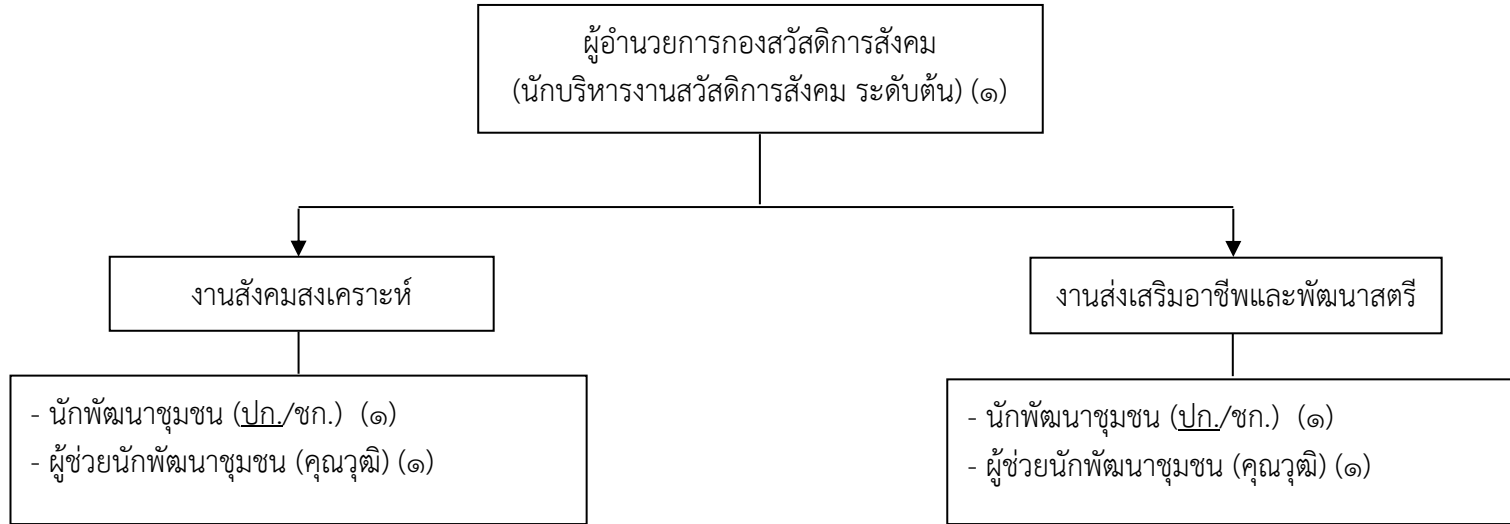 ผู้อำนวยการกองสวัสดิการสังคม
(นักบริหารงานสวัสดิการสังคม ระดับต้น) (๑)
งานสังคมสงเคราะห์
งานส่งเสริมอาชีพและพัฒนาสตรี
- นักพัฒนาชุมชน (ปก./ชก.) (๑)
- ผู้ช่วยนักพัฒนาชุมชน (คุณวุฒิ) (๑)
- นักพัฒนาชุมชน (ปก./ชก.) (๑)
- ผู้ช่วยนักพัฒนาชุมชน (คุณวุฒิ) (๑)